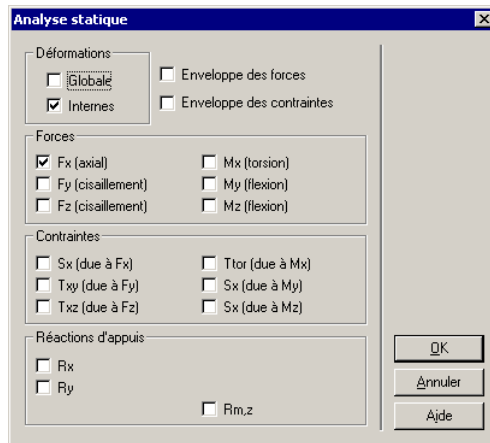 Analyse statique
Déformations
Globale
Internes
Enveloppe des forces
Enveloppe des contraintes
Forces
Fx (axial)
Mx (torsion)
Fy (cisaillement)
My (flexion)
Fz (cisaillement)
Mz (flexion)
Contraintes
Sx (due à Fx)
Ttor (due à Mx)
Txy (due à Fy)
Sx (due à My)
Txz (due à Fz)
Sx (due à Mz)
Réactions d'appuis
Rx
Ry
Rm,z
OK
Annuler
Aide